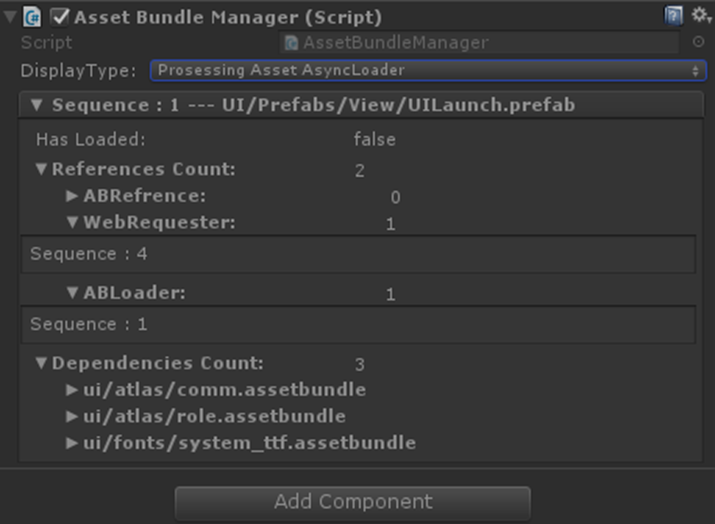 Asset Bundle Manager (Script)
Script AssetBundleManager
DisplayType: Prosessing Asset AsyncLoader
Sequence : 1 --- UI/Prefabs/View/UILaunch.prefab
Has Loaded: false
References Count: 2
ABRefrence: 0
WebRequester: 1
Sequence : 4
ABLoader: 1
Sequence : 1
Dependencies Count: 3
ui/atlas/comm.assetbundle
ui/atlas/role.assetbundle
ui/fonts/system_ttf.assetbundle
Add Component